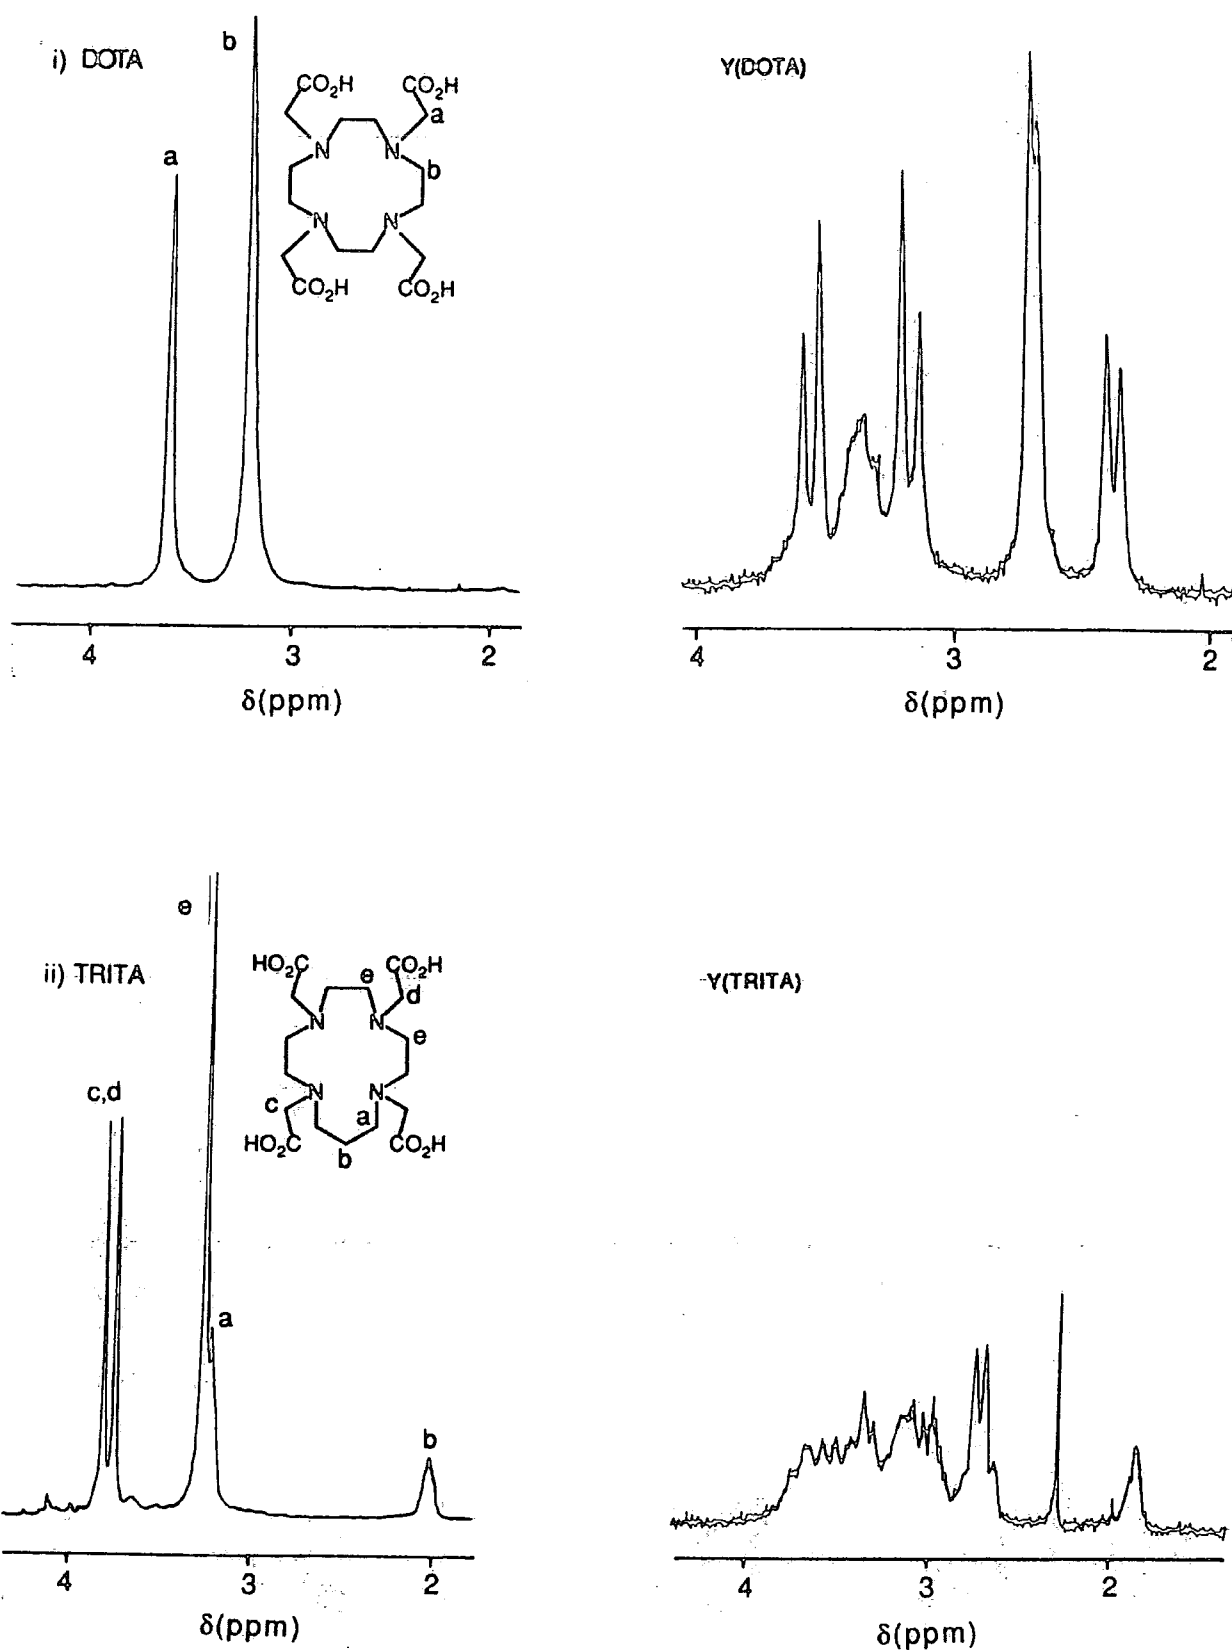 i) DOTA
b
a
CO₂H
CO₂H
a
N
N
b
N
N
CO₂H
CO₂H
4
3
2
δ(ppm)
Y(DOTA)
4
3
2
δ(ppm)
ii) TRITA
e
c,d
a
b
HO₂C
e
CO₂H
d
N
N
e
N
N
c
a
HO₂C
b
CO₂H
4
3
2
δ(ppm)
Y(TRITA)
4
3
2
δ(ppm)